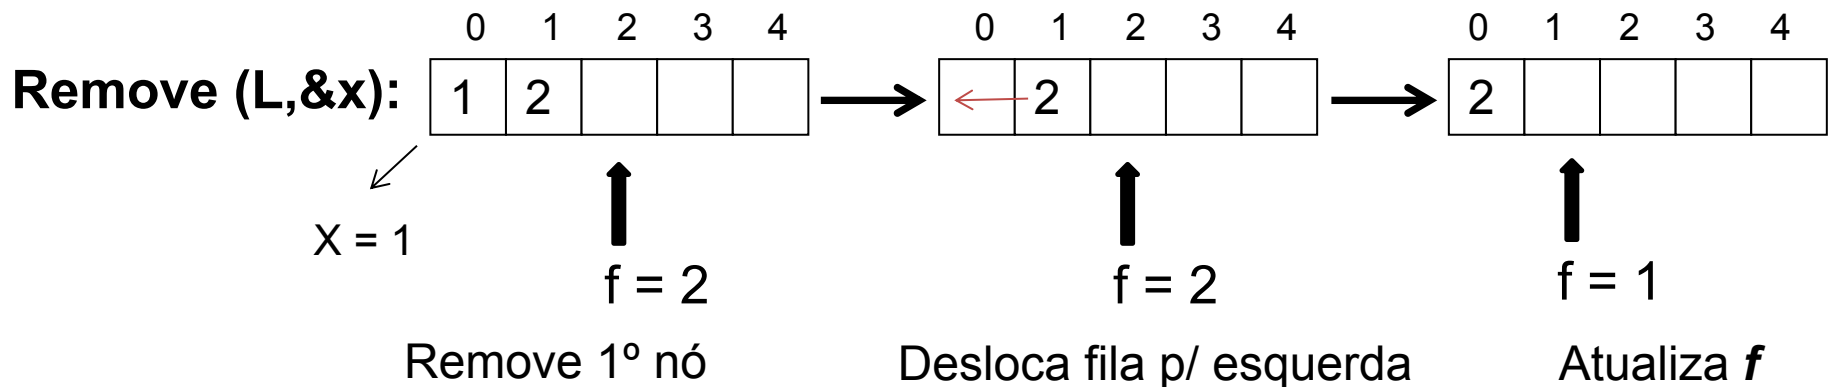 0 1 2 3 4 0 1 2 3 4 0 1 2 3 4
Remove (L,&x): 1 2 2 2
X = 1
f = 2 f = 2 f = 1
Remove 1º nó Desloca fila p/ esquerda Atualiza f